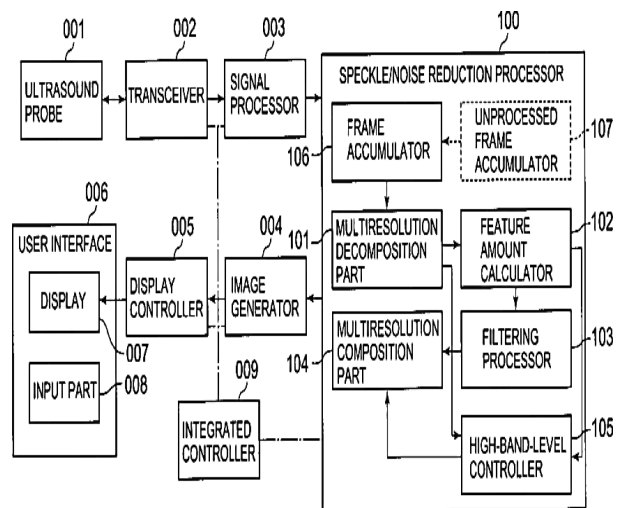 001
002
003
100
ULTRASOUND
PROBE
TRANSCEIVER
SIGNAL
PROCESSOR
SPECKLE/NOISE REDUCTION PROCESSOR
FRAME
ACCUMULATOR
106
UNPROCESSED
FRAME
ACCUMULATOR
107
006
USER INTERFACE
DISPLAY
007
INPUT PART
008
005
DISPLAY
CONTROLLER
004
IMAGE
GENERATOR
009
INTEGRATED
CONTROLLER
101
MULTIRESOLUTION
DECOMPOSITION
PART
FEATURE
AMOUNT
CALCULATOR
102
104
MULTIRESOLUTION
COMPOSITION
PART
FILTERING
PROCESSOR
103
HIGH-BAND-LEVEL
CONTROLLER
105